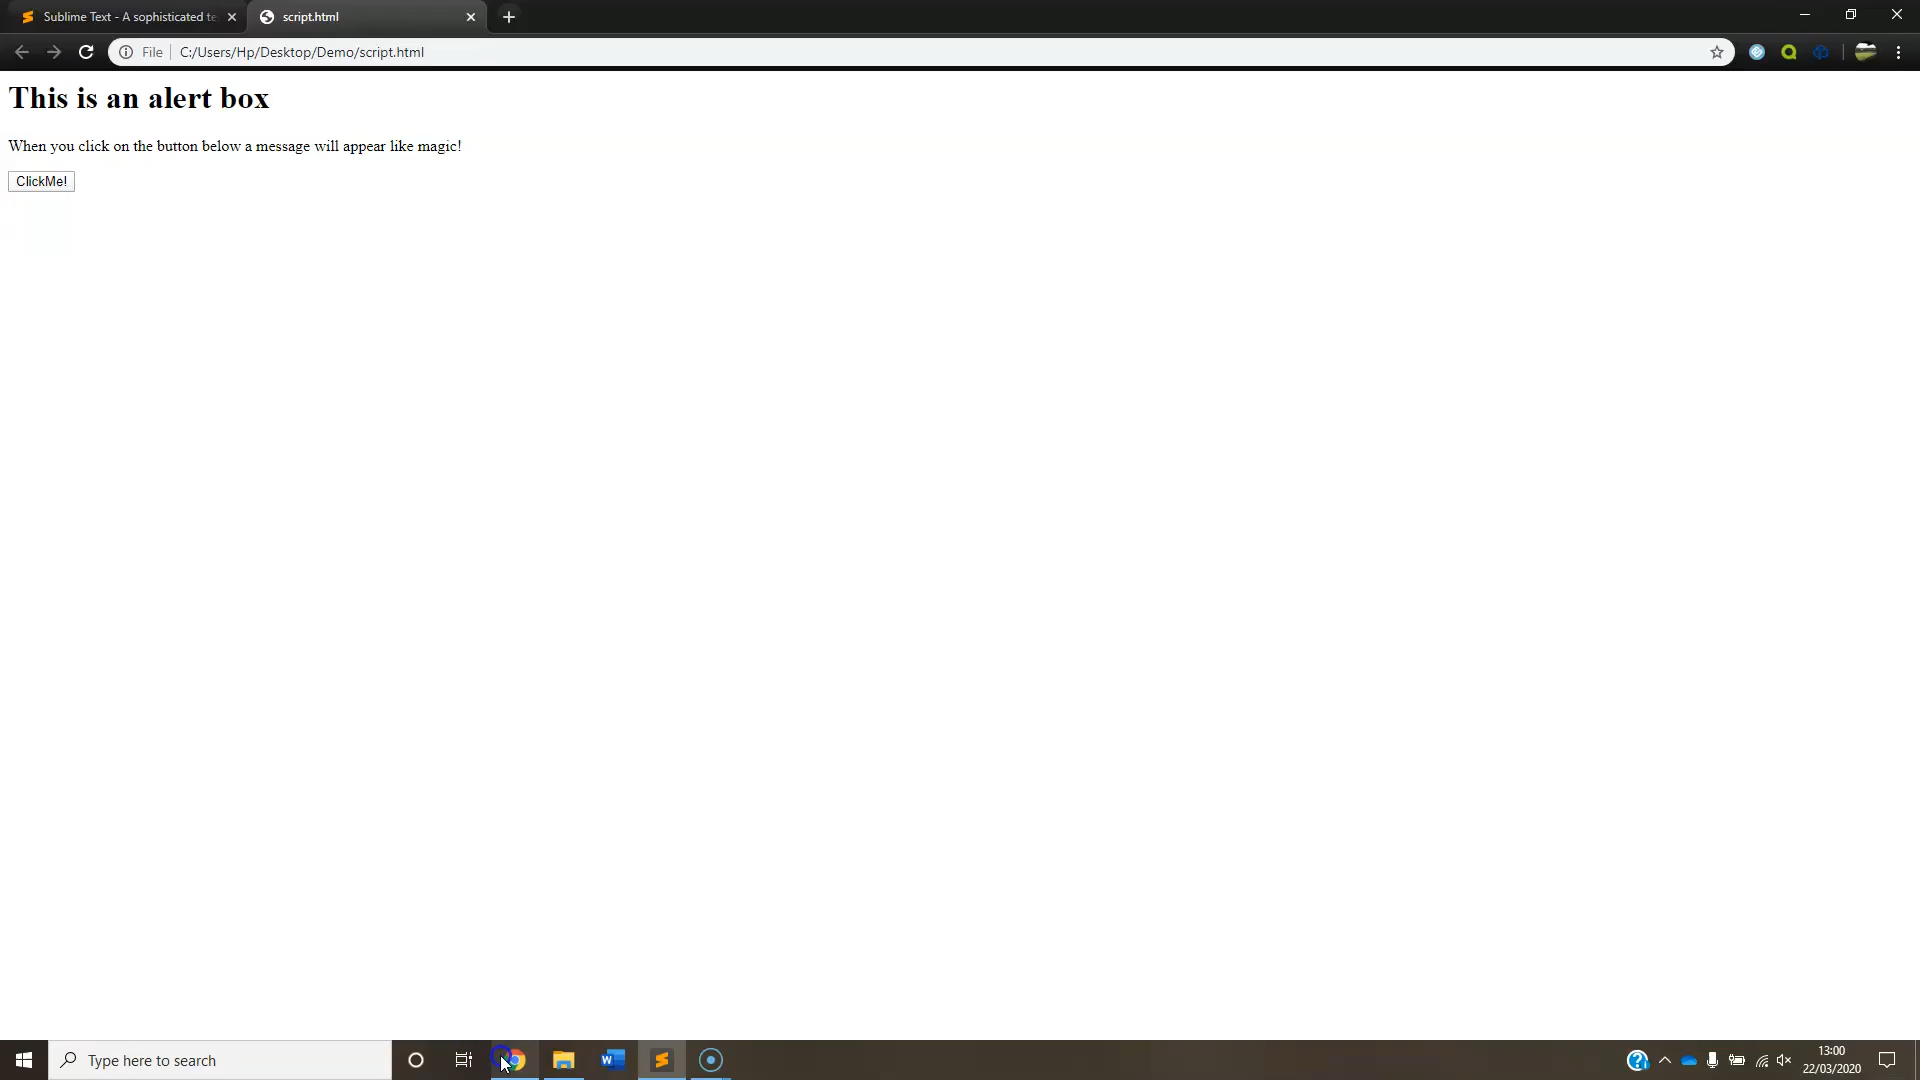 Sublime Text - A sophisticated te
script.html
File
C:/Users/Hp/Desktop/Demo/script.html
This is an alert box
When you click on the button below a message will appear like magic!
ClickMe!
Type here to search
13:00
22/03/2020